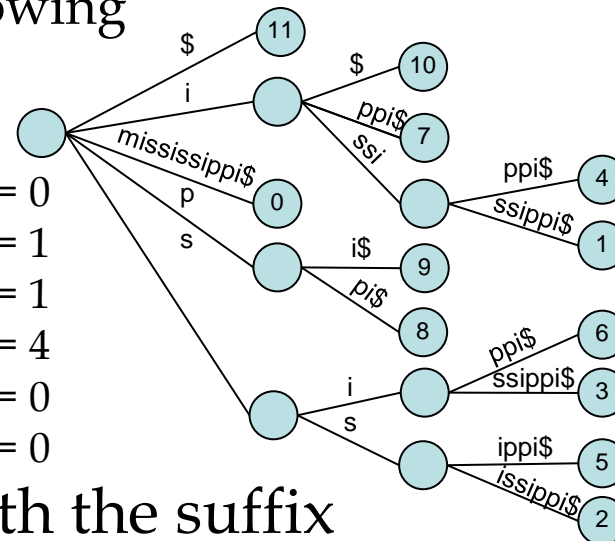 owing
$
11
i
$
10
ppi$
7
ssi
ppi$
4
ssippi$
1
mississippi$
0
p
s
i$
9
pi$
8
i
ppi$
6
ssippi$
3
s
ippi$
5
issippi$
2
= 0
= 1
= 1
= 4
= 0
= 0
th the suffix